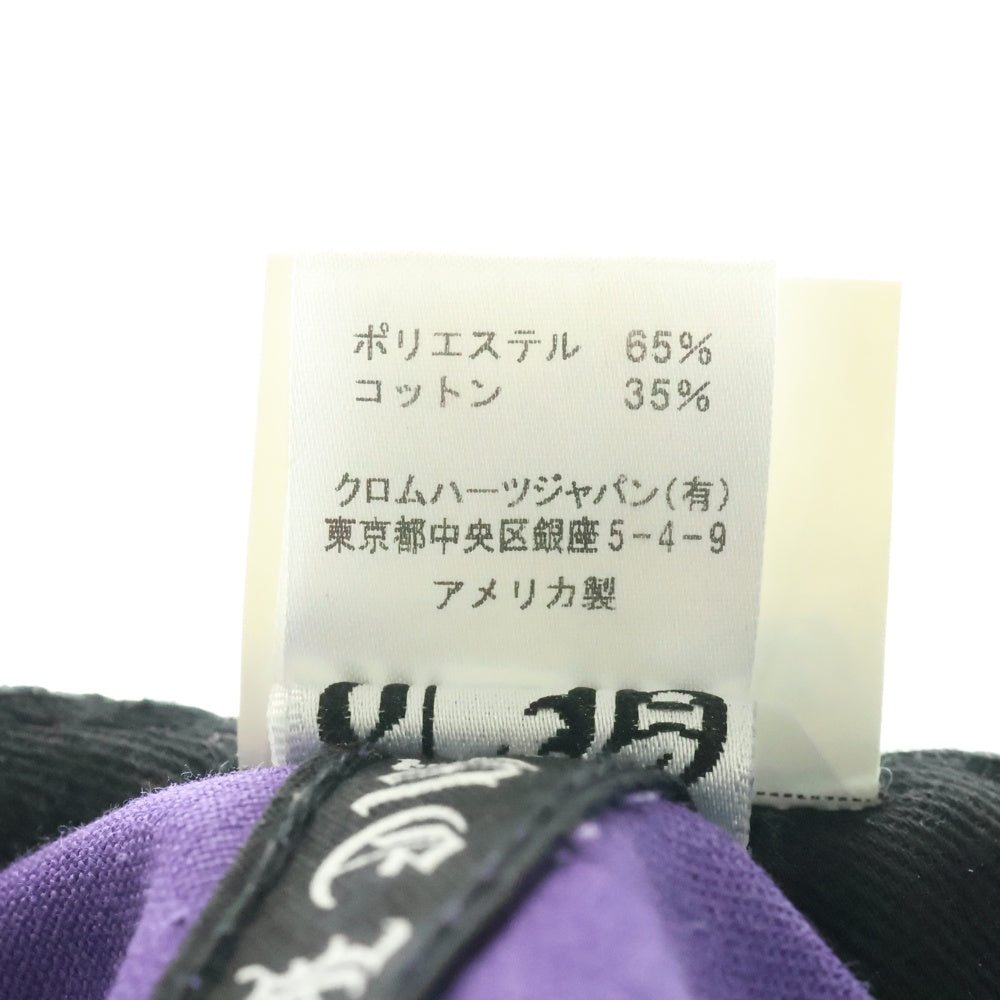 ポリエステル 65%
コットン 35%
クロムハーツジャパン(有)
東京都中央区銀座5-4-9
アメリカ製